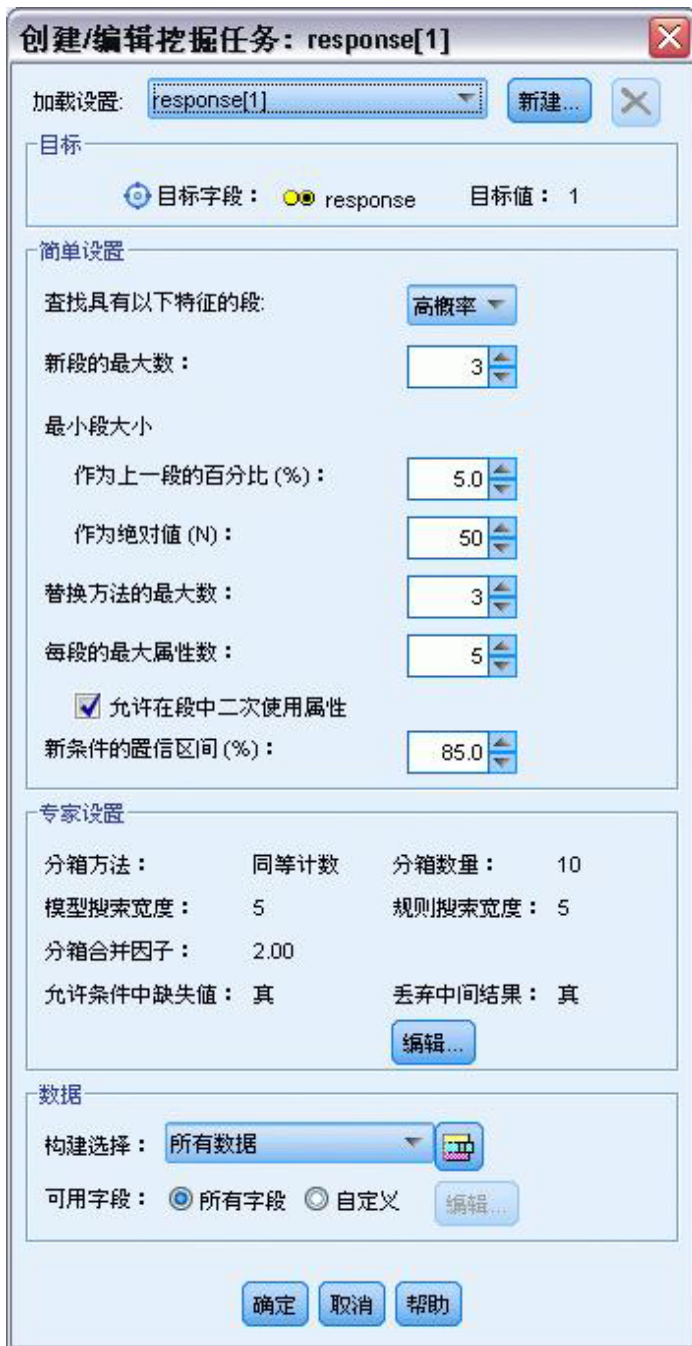 创建/编辑挖掘任务: response[1]
加载设置: response[1] 新建...
目标
目标字段: response 目标值: 1
简单设置
查找具有以下特征的段: 高概率
新段的最大数: 3
最小段大小
作为上一段的百分比(%): 5.0
作为绝对值(N): 50
替换方法的最大数: 3
每段的最大属性数: 5
允许在段中二次使用属性
新条件的置信区间(%): 85.0
专家设置
分箱方法: 同等计数 分箱数量: 10
模型搜索宽度: 5 规则搜索宽度: 5
分箱合并因子: 2.00
允许条件中缺失值: 真 丢弃中间结果: 真
编辑...
数据
构建选择: 所有数据
可用字段: 所有字段 自定义 编辑...
确定 取消 帮助